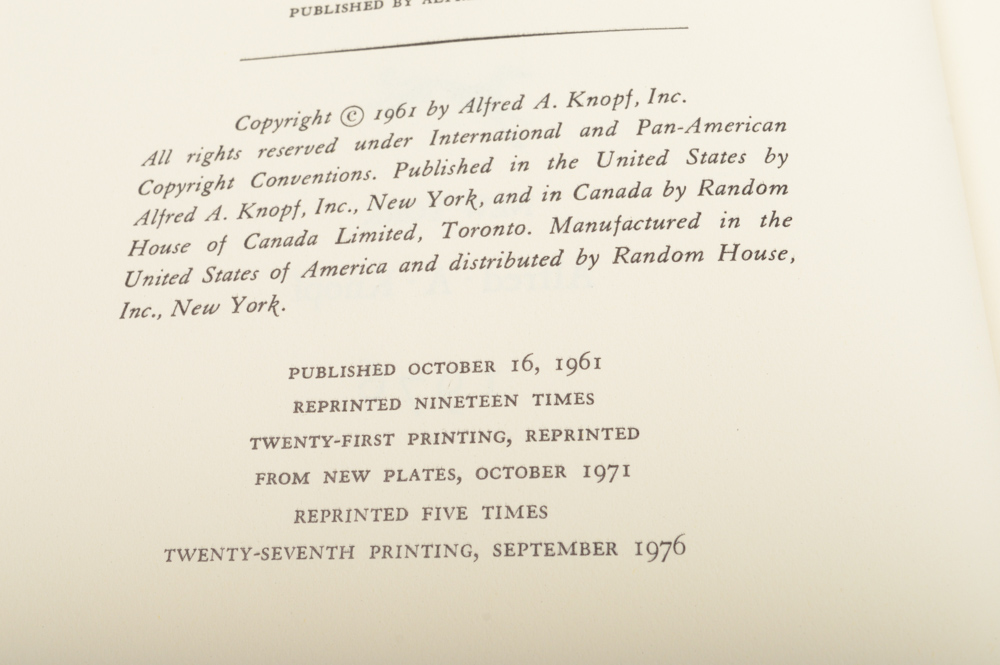 PUBLISHED BY
Copyright © 1961 by Alfred A. Knopf, Inc.
All rights reserved under International and Pan-American
Copyright Conventions. Published in the United States by
Alfred A. Knopf, Inc., New York, and in Canada by Random
House of Canada Limited, Toronto. Manufactured in the
United States of America and distributed by Random House,
Inc., New York.
PUBLISHED OCTOBER 16, 1961
REPRINTED NINETEEN TIMES
TWENTY-FIRST PRINTING, REPRINTED
FROM NEW PLATES, OCTOBER 1971
REPRINTED FIVE TIMES
TWENTY-SEVENTH PRINTING, SEPTEMBER 1976